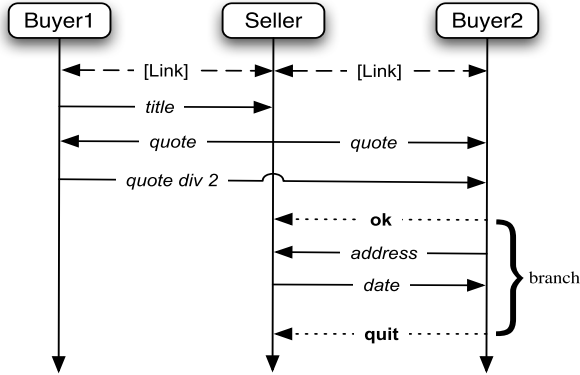 Buyer1 Seller Buyer2
[Link] [Link]
title
quote quote
quote div 2
ok
address
branch
date
quit